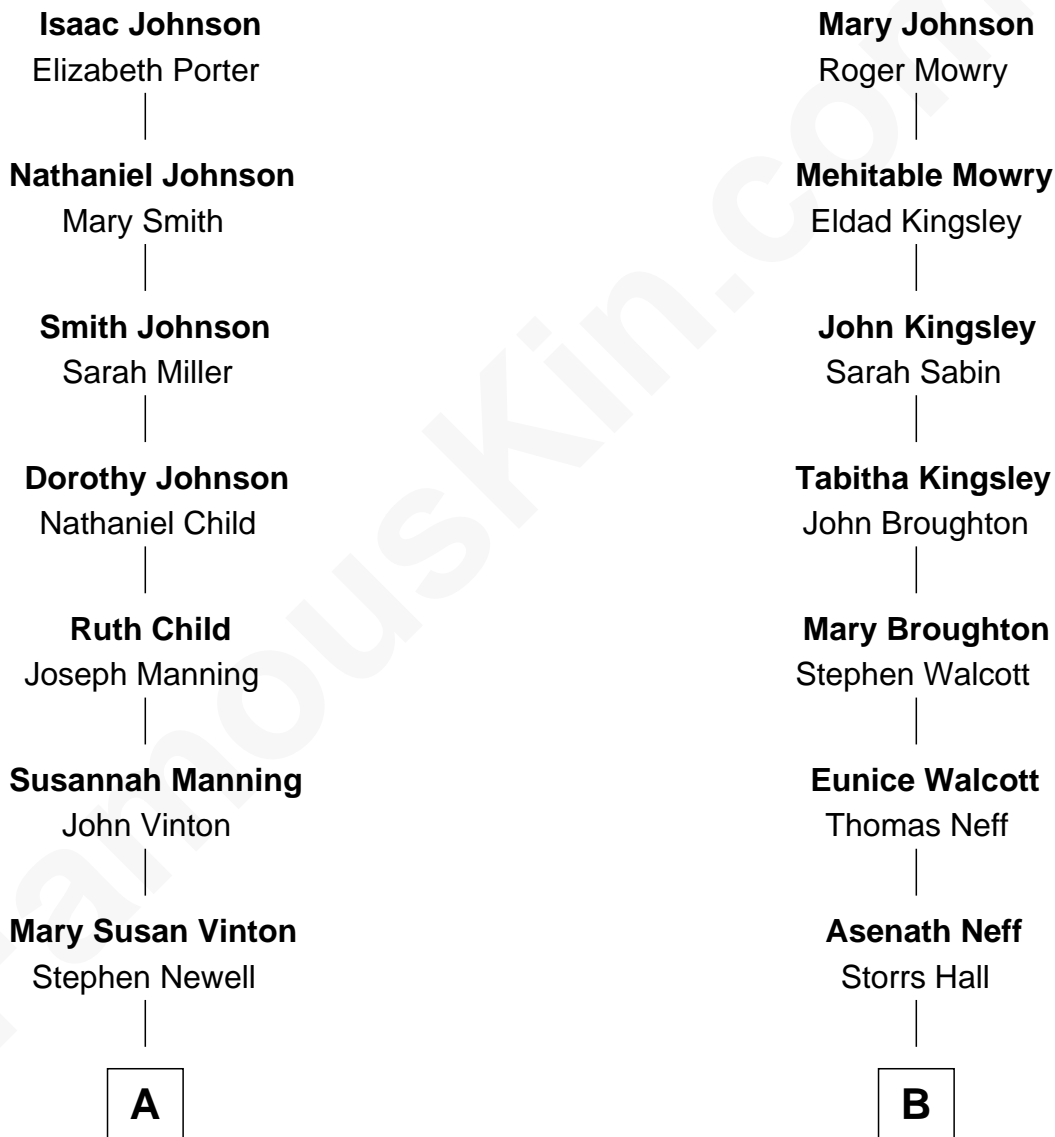 Isaac Johnson
Elizabeth Porter
Nathaniel Johnson
Mary Smith
Smith Johnson
Sarah Miller
Dorothy Johnson
Nathaniel Child
Ruth Child
Joseph Manning
Susannah Manning
John Vinton
Mary Susan Vinton
Stephen Newell
A
Mary Johnson
Roger Mowry
Mehitable Mowry
Eldad Kingsley
John Kingsley
Sarah Sabin
Tabitha Kingsley
John Broughton
Mary Broughton
Stephen Walcott
Eunice Walcott
Thomas Neff
Asenath Neff
Storrs Hall
B
FamousKin.com